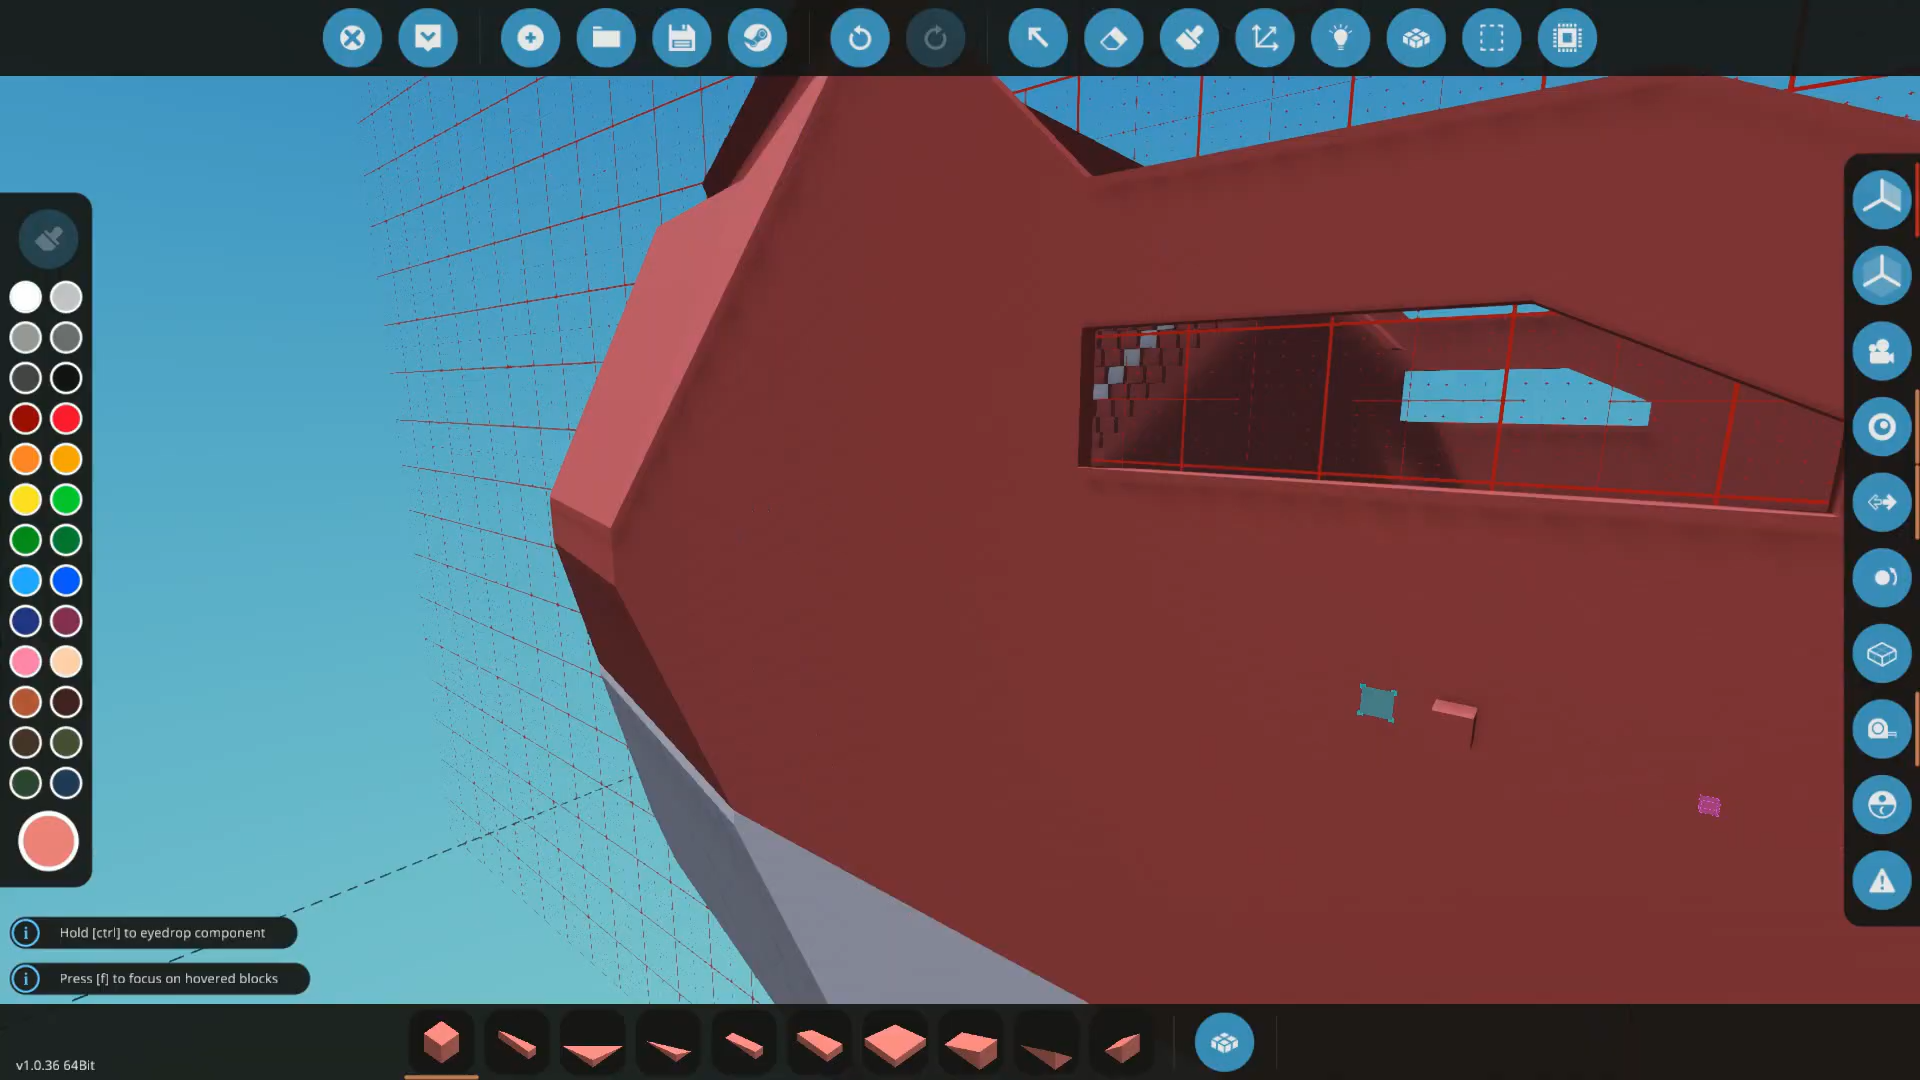 Hold [ctrl] to eyedrop component
Press [f] to focus on hovered blocks
v1.0.36 64Bit